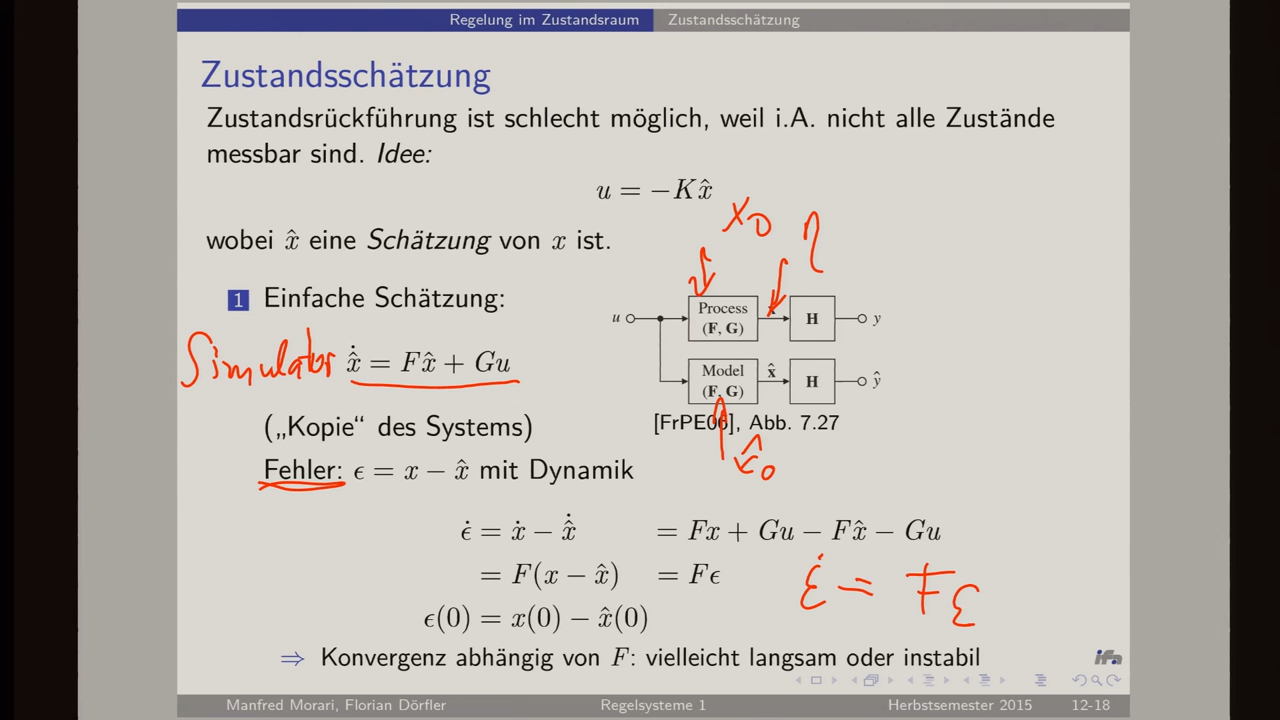 Regelung im Zustandsraum Zustandsschätzung
Zustandsschätzung
Zustandsrückführung ist schlecht möglich, weil i.A. nicht alle Zustände
messbar sind. Idee:
u = −Kx̂
x₀
wobei x̂ eine Schätzung von x ist.
1 Einfache Schätzung:
Simulator x̂̇ = Fx̂ + Gu
u
Process
(F, G)
x
H
y
Model
(F, G)
x̂
H
ŷ
(„Kopie“ des Systems)
[FrPE06], Abb. 7.27
x̂₀
Fehler: ϵ = x − x̂ mit Dynamik
ϵ̇ = ẋ − x̂̇ = Fx + Gu − Fx̂ − Gu
= F(x − x̂) = Fϵ
ε̇ = Fε
ϵ(0) = x(0) − x̂(0)
⇒ Konvergenz abhängig von F: vielleicht langsam oder instabil
ifa
Manfred Morari, Florian Dörfler Regelsysteme 1 Herbstsemester 2015 12-18